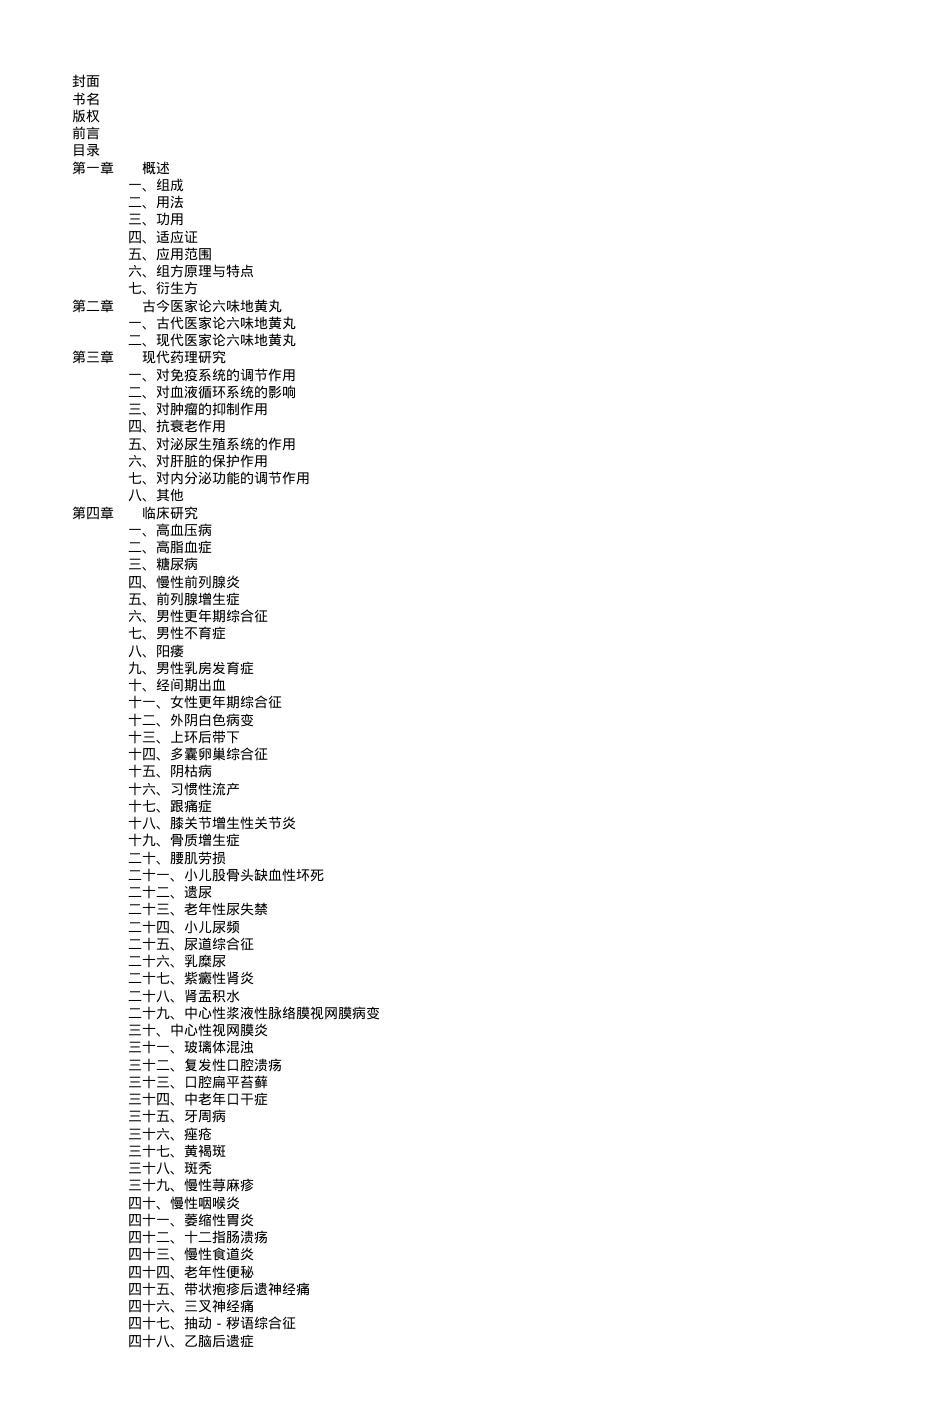 封面
书名
版权
前言
目录
第一章 概述
一、组成
二、用法
三、功用
四、适应证
五、应用范围
六、组方原理与特点
七、衍生方
第二章 古今医家论六味地黄丸
一、古代医家论六味地黄丸
二、现代医家论六味地黄丸
第三章 现代药理研究
一、对免疫系统的调节作用
二、对血液循环系统的影响
三、对肿瘤的抑制作用
四、抗衰老作用
五、对泌尿生殖系统的作用
六、对肝脏的保护作用
七、对内分泌功能的调节作用
八、其他
第四章 临床研究
一、高血压病
二、高脂血症
三、糖尿病
四、慢性前列腺炎
五、前列腺增生症
六、男性更年期综合征
七、男性不育症
八、阳痿
九、男性乳房发育症
十、经间期出血
十一、女性更年期综合征
十二、外阴白色病变
十三、上环后带下
十四、多囊卵巢综合征
十五、阴枯病
十六、习惯性流产
十七、跟痛症
十八、膝关节增生性关节炎
十九、骨质增生症
二十、腰肌劳损
二十一、小儿股骨头缺血性坏死
二十二、遗尿
二十三、老年性尿失禁
二十四、小儿尿频
二十五、尿道综合征
二十六、乳糜尿
二十七、紫癜性肾炎
二十八、肾盂积水
二十九、中心性浆液性脉络膜视网膜病变
三十、中心性视网膜炎
三十一、玻璃体混浊
三十二、复发性口腔溃疡
三十三、口腔扁平苔藓
三十四、中老年口干症
三十五、牙周病
三十六、痤疮
三十七、黄褐斑
三十八、斑秃
三十九、慢性荨麻疹
四十、慢性咽喉炎
四十一、萎缩性胃炎
四十二、十二指肠溃疡
四十三、慢性食道炎
四十四、老年性便秘
四十五、带状疱疹后遗神经痛
四十六、三叉神经痛
四十七、抽动 - 秽语综合征
四十八、乙脑后遗症